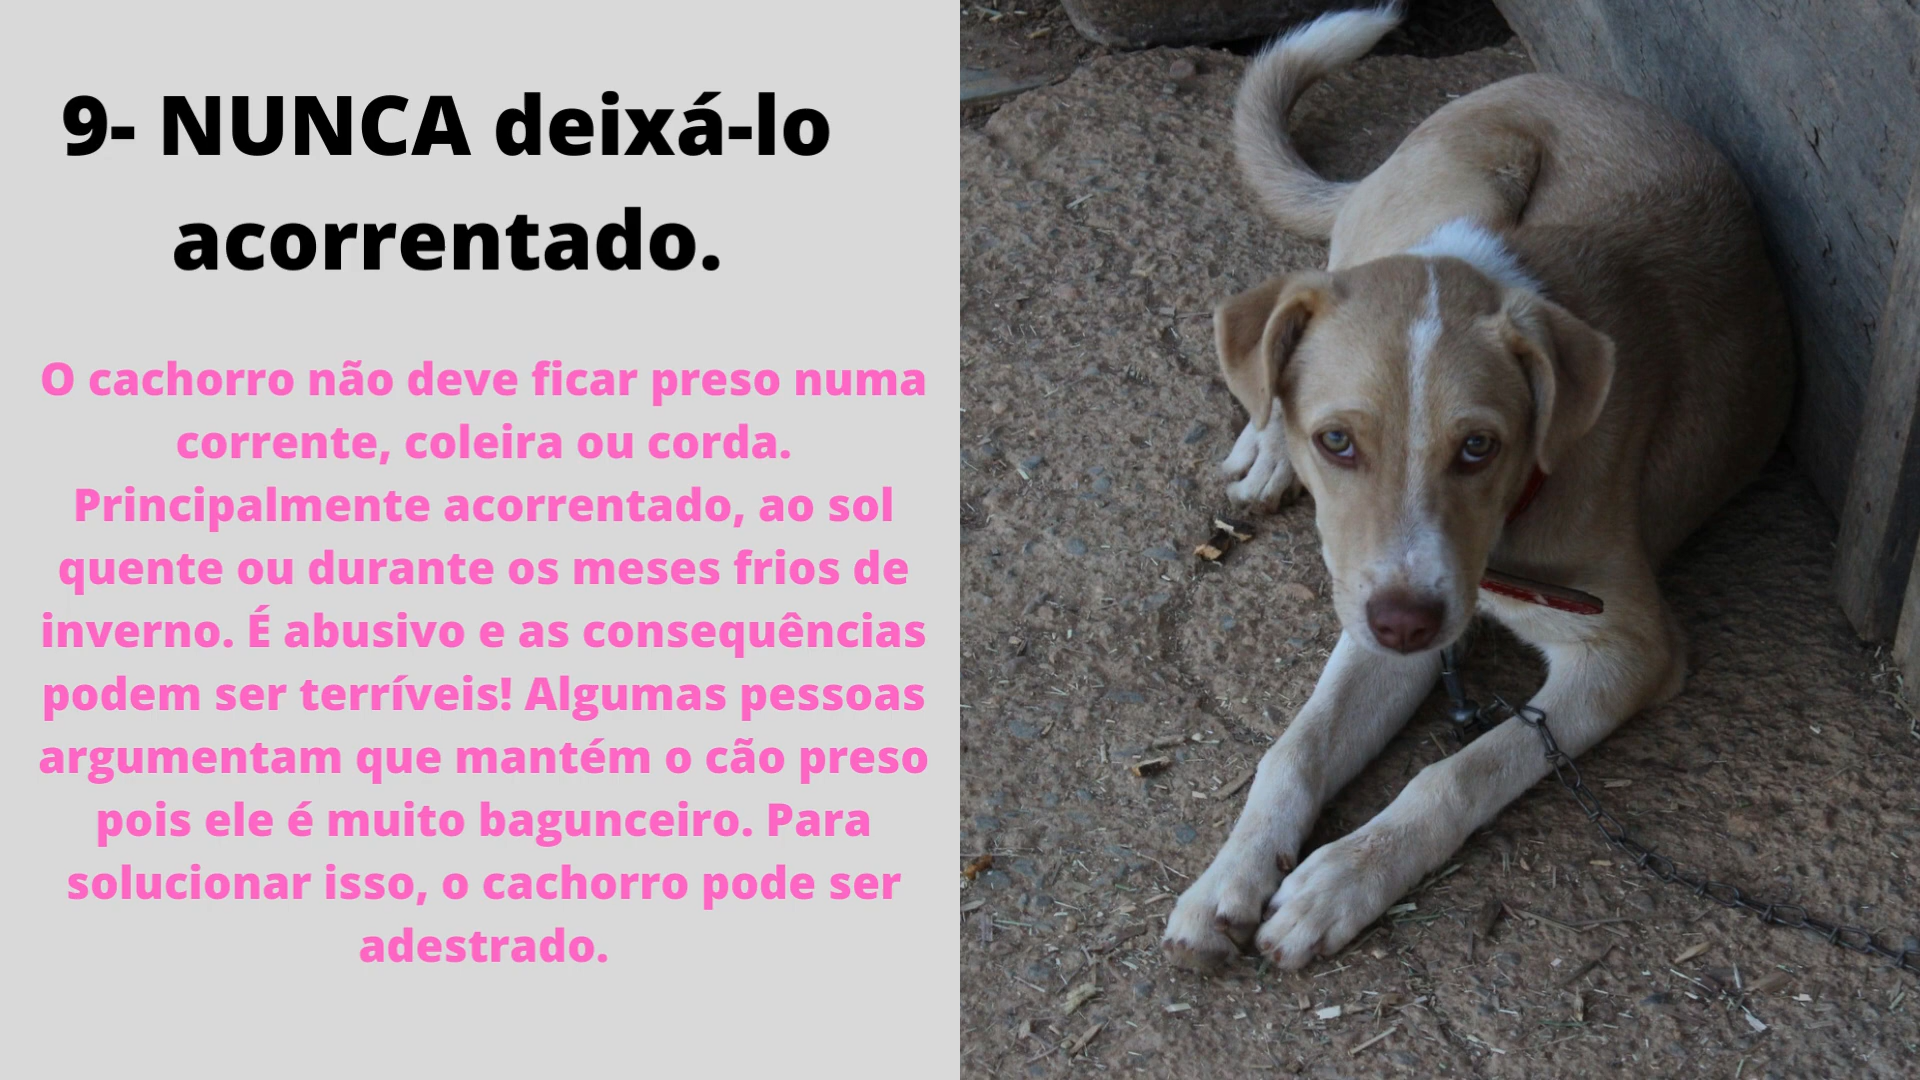 9- NUNCA deixá-lo
acorrentado.
O cachorro não deve ficar preso numa
corrente, coleira ou corda.
Principalmente acorrentado, ao sol
quente ou durante os meses frios de
inverno. É abusivo e as consequências
podem ser terríveis! Algumas pessoas
argumentam que mantém o cão preso
pois ele é muito bagunceiro. Para
solucionar isso, o cachorro pode ser
adestrado.